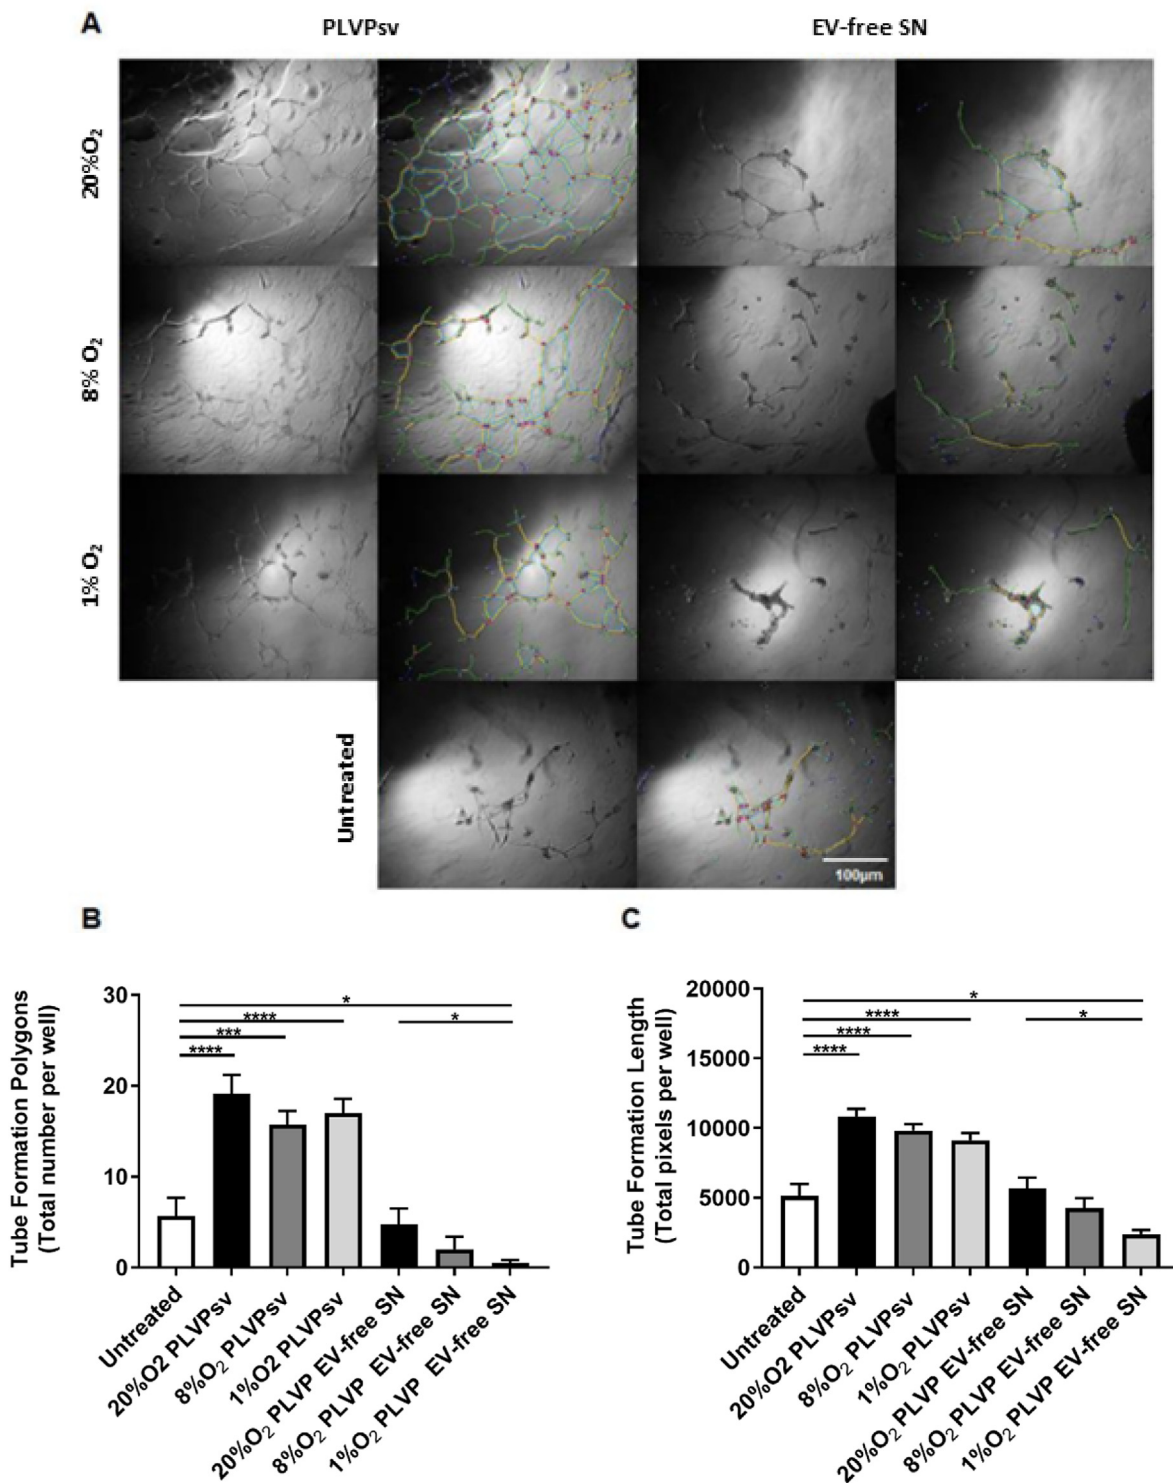 A
PLVPsv
EV-free SN
20%O₂
8% O₂
1% O₂
Untreated
100µm
B
Tube Formation Polygons
(Total number per well)
30
20
10
0
*
****
*
***
****
Untreated
20%O2 PLVPsv
8%O₂ PLVPsv
1%O2 PLVPsv
20%O₂ PLVP EV-free SN
8%O₂ PLVP EV-free SN
1%O₂ PLVP EV-free SN
C
Tube Formation Length
(Total pixels per well)
20000
15000
10000
5000
0
*
****
*
****
****
Untreated
20%O₂ PLVPsv
8%O₂ PLVPsv
1%O₂ PLVPsv
20%O₂ PLVP EV-free SN
8%O₂ PLVP EV-free SN
1%O₂ PLVP EV-free SN